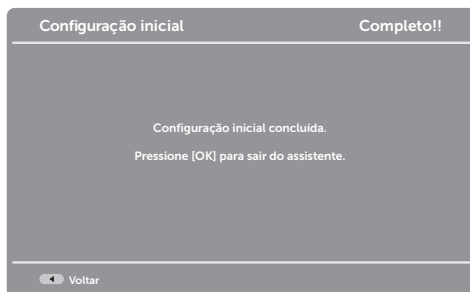 Configuração inicial Completo!!
Configuração inicial concluída.
Pressione [OK] para sair do assistente.
Voltar